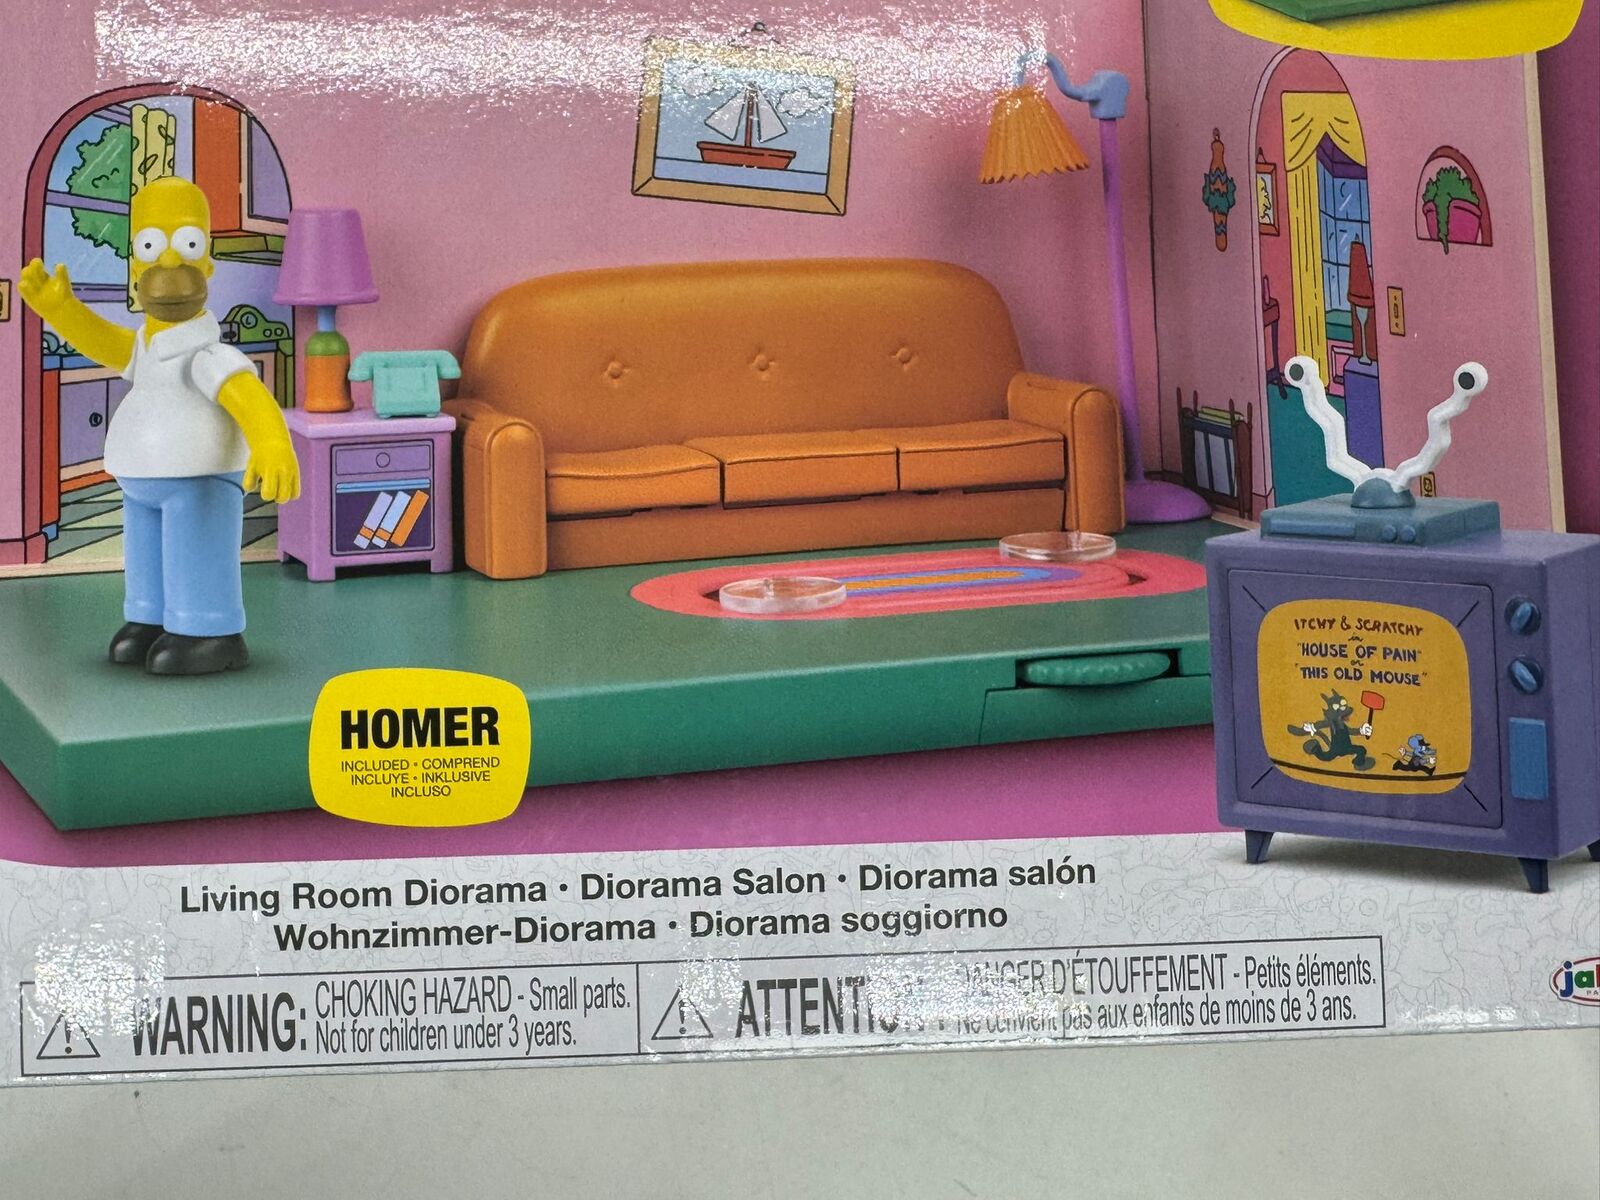 ITCHY & SCRATCHY
in
"HOUSE OF PAIN"
or
"THIS OLD MOUSE"
HOMER
INCLUDED • COMPREND
INCLUYE • INKLUSIVE
INCLUSO
Living Room Diorama • Diorama Salon • Diorama salón
Wohnzimmer-Diorama • Diorama soggiorno
WARNING: CHOKING HAZARD - Small parts.
Not for children under 3 years.
DANGER D'ÉTOUFFEMENT - Petits éléments.
Ne convient pas aux enfants de moins de 3 ans.